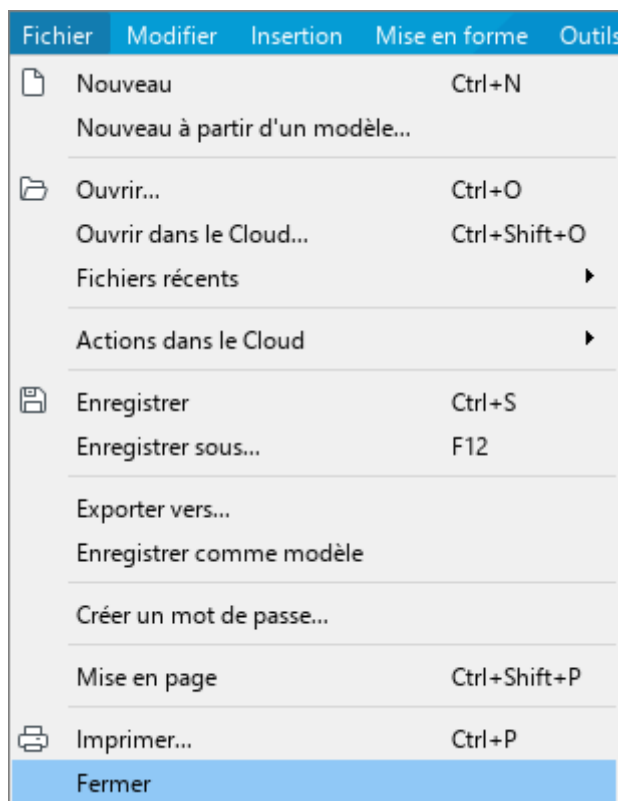 Fichier Modifier Insertion Mise en forme Outils
Nouveau Ctrl+N
Nouveau à partir d'un modèle...
Ouvrir... Ctrl+O
Ouvrir dans le Cloud... Ctrl+Shift+O
Fichiers récents
Actions dans le Cloud
Enregistrer Ctrl+S
Enregistrer sous... F12
Exporter vers...
Enregistrer comme modèle
Créer un mot de passe...
Mise en page Ctrl+Shift+P
Imprimer... Ctrl+P
Fermer